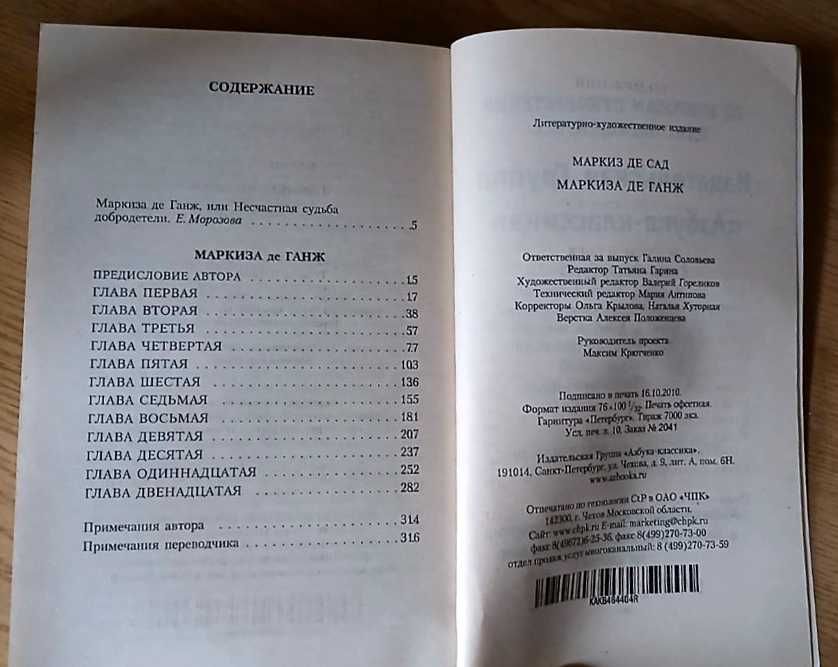 СОДЕРЖАНИЕ
Маркиза де Ганж, или Несчастная судьба
добродетели. Е. Морозова . . . . . . . . . . . . . . . . . . . . .5
МАРКИЗА де ГАНЖ
ПРЕДИСЛОВИЕ АВТОРА . . . . . . . . . . . . . . . . . . . . .15
ГЛАВА ПЕРВАЯ . . . . . . . . . . . . . . . . . . . . . . . . . .17
ГЛАВА ВТОРАЯ . . . . . . . . . . . . . . . . . . . . . . . . . .38
ГЛАВА ТРЕТЬЯ . . . . . . . . . . . . . . . . . . . . . . . . . .57
ГЛАВА ЧЕТВЕРТАЯ . . . . . . . . . . . . . . . . . . . . . . .77
ГЛАВА ПЯТАЯ . . . . . . . . . . . . . . . . . . . . . . . . . .103
ГЛАВА ШЕСТАЯ . . . . . . . . . . . . . . . . . . . . . . . . .136
ГЛАВА СЕДЬМАЯ . . . . . . . . . . . . . . . . . . . . . . . .155
ГЛАВА ВОСЬМАЯ . . . . . . . . . . . . . . . . . . . . . . . .181
ГЛАВА ДЕВЯТАЯ . . . . . . . . . . . . . . . . . . . . . . . .207
ГЛАВА ДЕСЯТАЯ . . . . . . . . . . . . . . . . . . . . . . . .237
ГЛАВА ОДИННАДЦАТАЯ . . . . . . . . . . . . . . . . . . .252
ГЛАВА ДВЕНАДЦАТАЯ . . . . . . . . . . . . . . . . . . . .282
Примечания автора . . . . . . . . . . . . . . . . . . . . . . .314
Примечания переводчика . . . . . . . . . . . . . . . . . . .316
Литературно-художественное издание
МАРКИЗ ДЕ САД
МАРКИЗА ДЕ ГАНЖ
Ответственная за выпуск Галина Соловьева
Редактор Татьяна Гарина
Художественный редактор Валерий Гореликов
Технический редактор Мария Антипова
Корректоры Ольга Крылова, Наталья Хуторная
Верстка Алексея Положенцева
Руководитель проекта
Максим Крютченко
Подписано в печать 16.10.2010.
Формат издания 76×100 1/32. Печать офсетная.
Гарнитура «Петербург». Тираж 7000 экз.
Усл. печ. л. 10. Заказ № 2041
Издательская Группа «Азбука-классика».
191014, Санкт-Петербург, ул. Чехова, д. 9, лит. А, пом. 6Н.
www.azbooka.ru
Отпечатано по технологии CtP в ОАО «ЧПК»
142300, г. Чехов Московской области.
Сайт: www.chpk.ru E-mail: marketing@chpk.ru
факс 8(49672)6-25-36, факс 8(499)270-73-00
отдел продаж услуг многоканальный: 8 (499)270-73-59
KAKB464404R